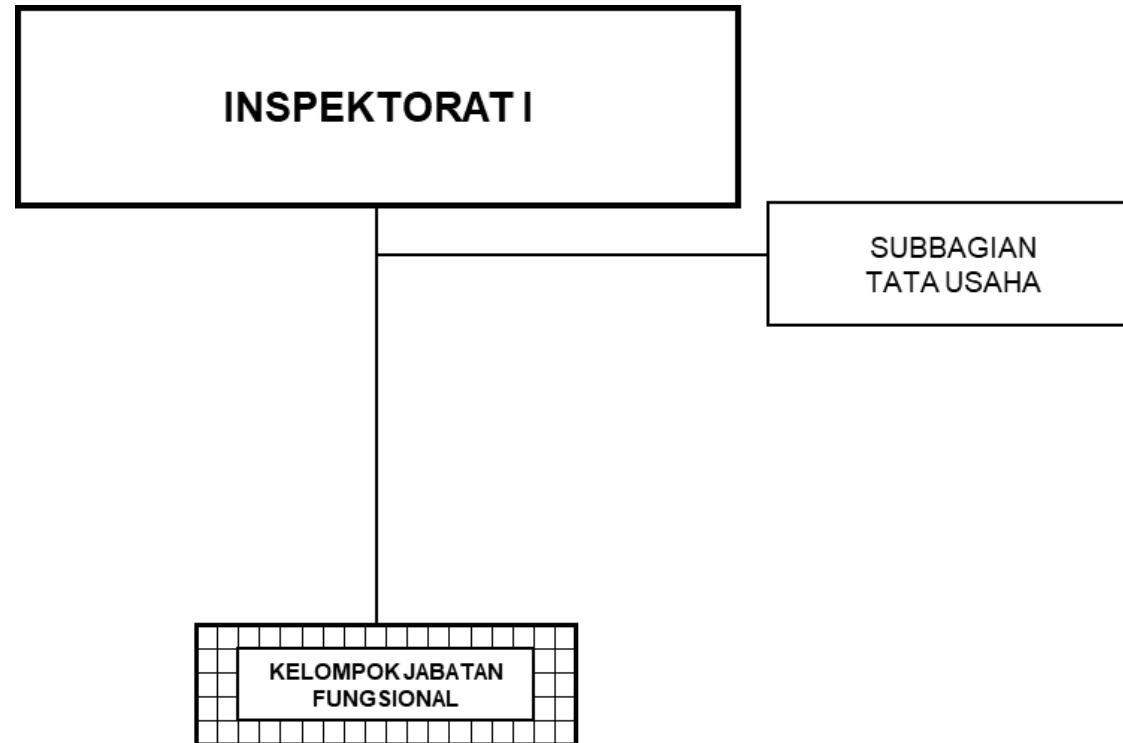 INSPEKTORAT I
SUBBAGIAN
TATA USAHA
KELOMPOK JABATAN
FUNGSIONAL